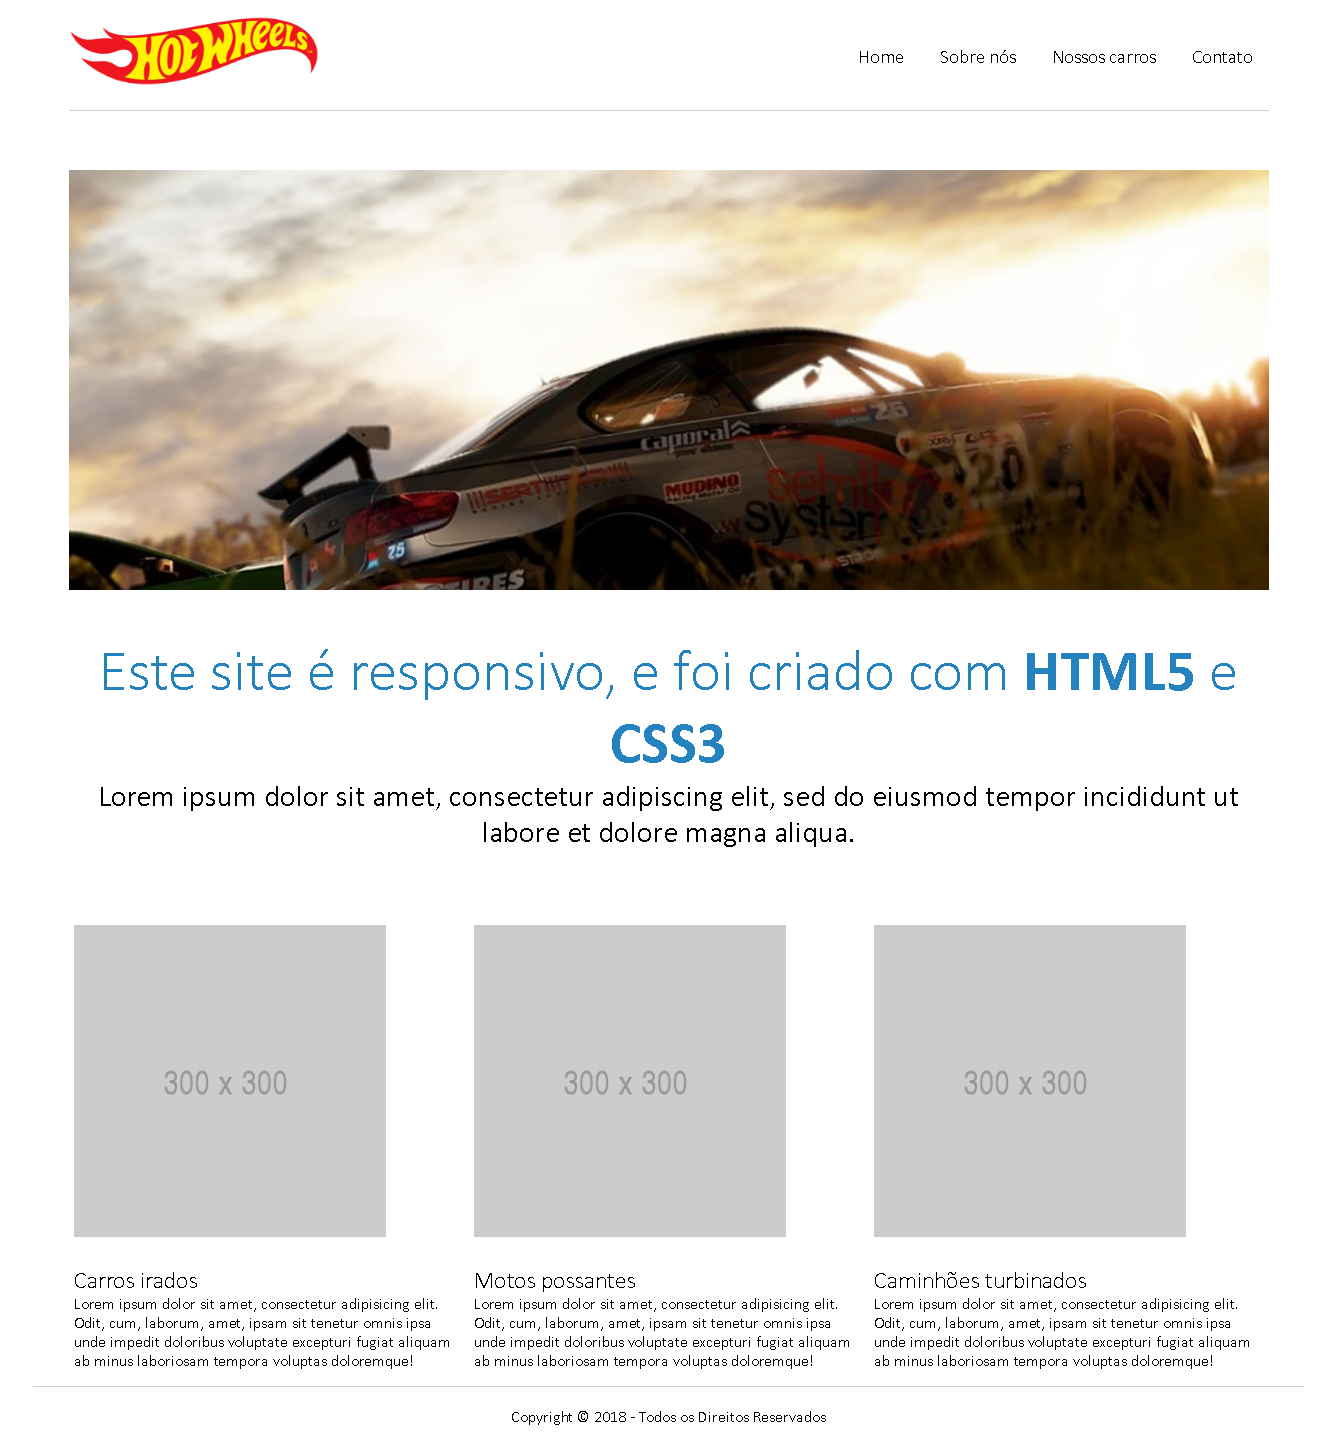 HOT WHEELS
Home Sobre nós Nossos carros Contato
26
caporal
SERT
MUDINO
Racing Motor Oil
System
25
TIRES
Este site é responsivo, e foi criado com HTML5 e
CSS3
Lorem ipsum dolor sit amet, consectetur adipiscing elit, sed do eiusmod tempor incididunt ut
labore et dolore magna aliqua.
300 x 300
300 x 300
300 x 300
Carros irados
Lorem ipsum dolor sit amet, consectetur adipisicing elit.
Odit, cum, laborum, amet, ipsam sit tenetur omnis ipsa
unde impedit doloribus voluptate excepturi fugiat aliquam
ab minus laboriosam tempora voluptas doloremque!
Motos possantes
Lorem ipsum dolor sit amet, consectetur adipisicing elit.
Odit, cum, laborum, amet, ipsam sit tenetur omnis ipsa
unde impedit doloribus voluptate excepturi fugiat aliquam
ab minus laboriosam tempora voluptas doloremque!
Caminhões turbinados
Lorem ipsum dolor sit amet, consectetur adipisicing elit.
Odit, cum, laborum, amet, ipsam sit tenetur omnis ipsa
unde impedit doloribus voluptate excepturi fugiat aliquam
ab minus laboriosam tempora voluptas doloremque!
Copyright © 2018 - Todos os Direitos Reservados